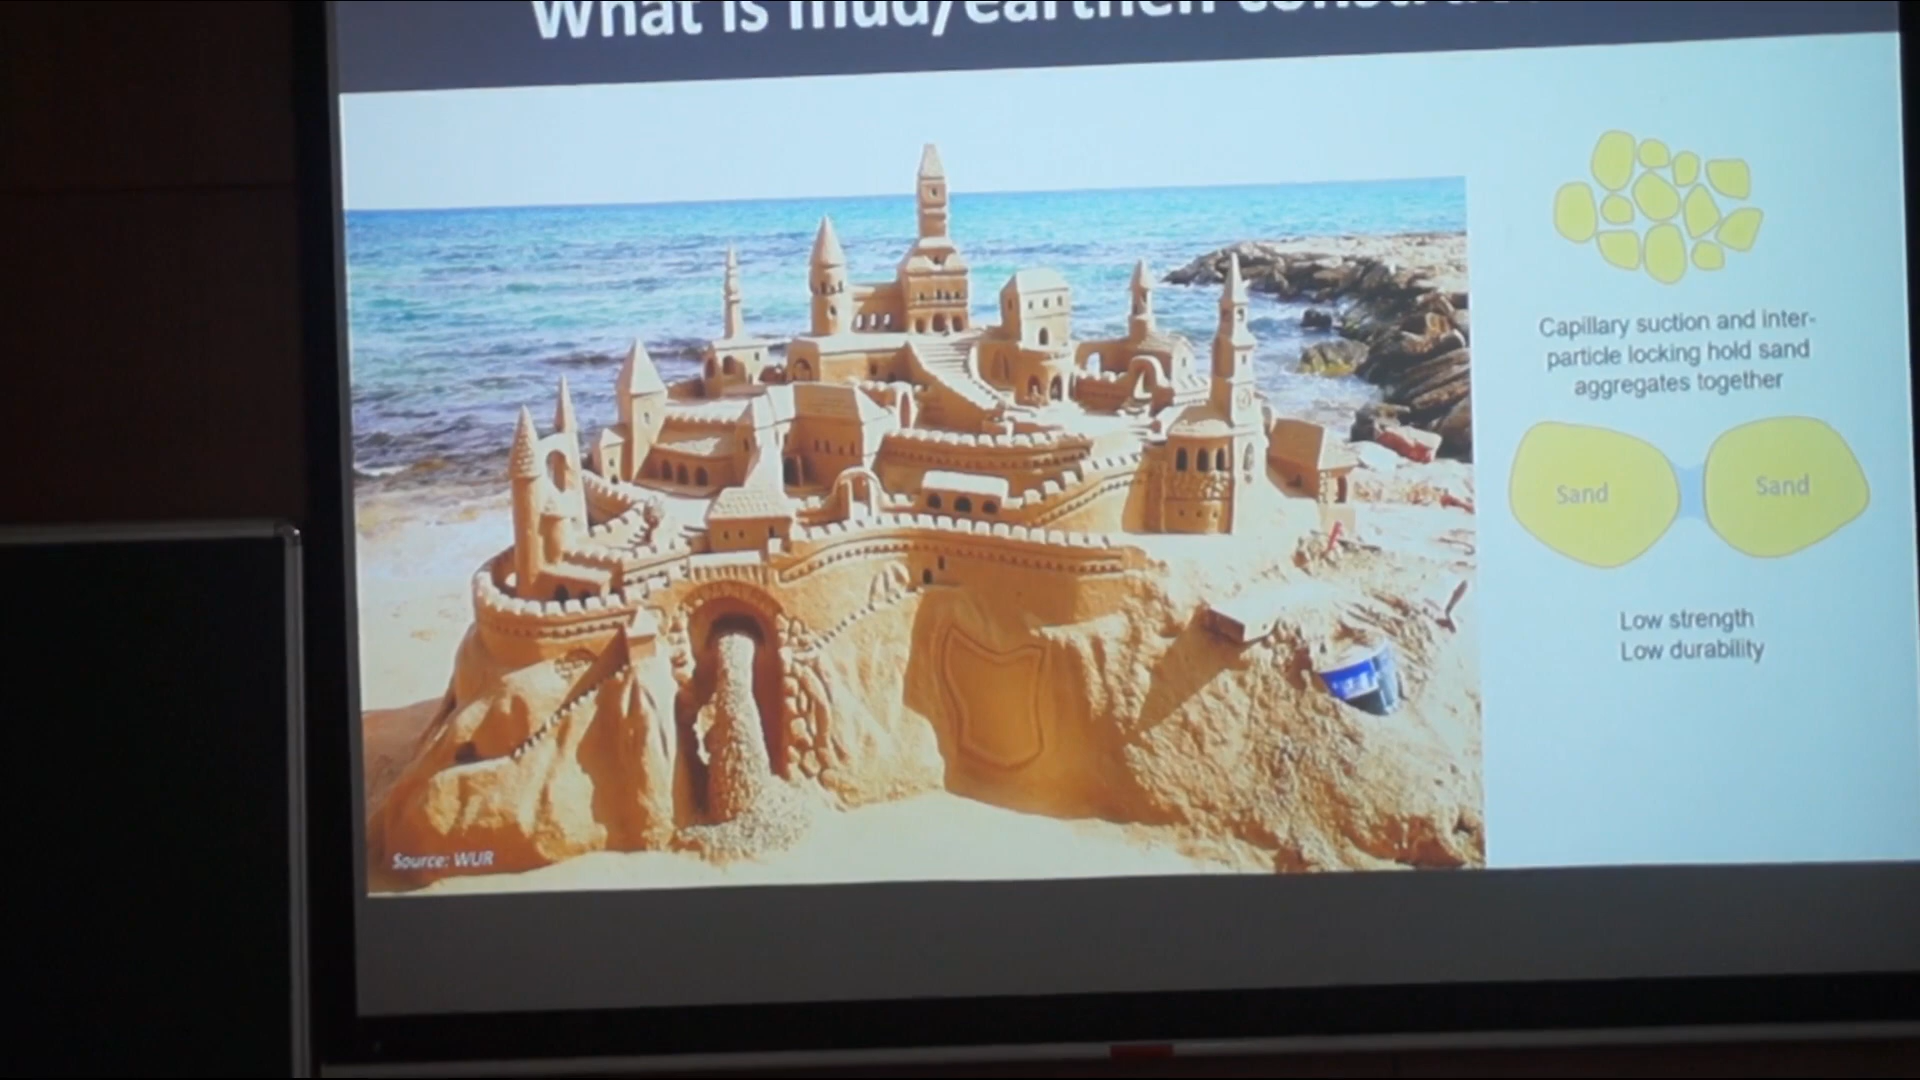 What is mud/earthen
Capillary suction and inter-
particle locking hold sand
aggregates together
Sand
Sand
Low strength
Low durability
Source: WUR